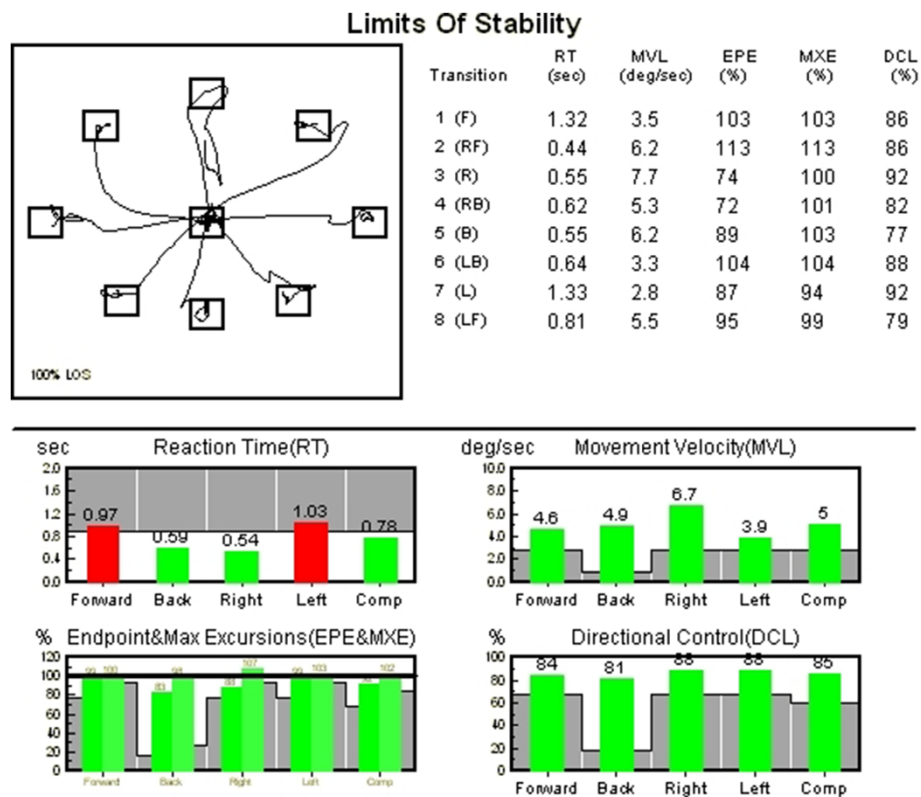 Limits Of Stability
Transition RT (sec) MVL (deg/sec) EPE (%) MXE (%) DCL (%)
1 (F) 1.32 3.5 103 103 86
2 (RF) 0.44 6.2 113 113 86
3 (R) 0.55 7.7 74 100 92
4 (RB) 0.62 5.3 72 101 82
5 (B) 0.55 6.2 89 103 77
6 (LB) 0.64 3.3 104 104 88
7 (L) 1.33 2.8 87 94 92
8 (LF) 0.81 5.5 95 99 79
100% LOS
sec Reaction Time(RT)
2.0
1.6
1.2
0.8
0.4
0.0
0.97 0.59 0.54 1.03 0.78
Forward Back Right Left Comp
deg/sec Movement Velocity(MVL)
10.0
8.0
6.0
4.0
2.0
0.0
4.6 4.9 6.7 3.9 5
Forward Back Right Left Comp
% Endpoint&Max Excursions(EPE&MXE)
120
100
80
60
40
20
0
99 100 83 98 88 107 99 103 102
Forward Back Right Left Comp
% Directional Control(DCL)
100
80
60
40
20
0
84 81 88 88 85
Forward Back Right Left Comp